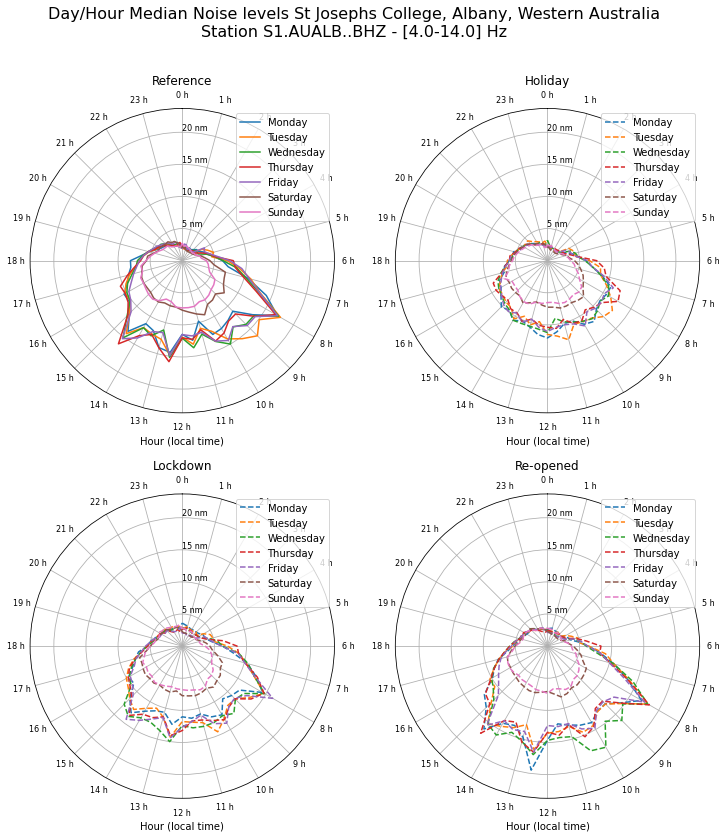 Day/Hour Median Noise levels St Josephs College, Albany, Western Australia
Station S1.AUALB..BHZ - [4.0-14.0] Hz
Reference
0 h
1 h
5 h
6 h
7 h
8 h
9 h
10 h
11 h
12 h
13 h
14 h
15 h
16 h
17 h
18 h
19 h
20 h
21 h
22 h
23 h
20 nm
15 nm
10 nm
5 nm
Monday
Tuesday
Wednesday
Thursday
Friday
Saturday
Sunday
Hour (local time)
Holiday
0 h
1 h
5 h
6 h
7 h
8 h
9 h
10 h
11 h
12 h
13 h
14 h
15 h
16 h
17 h
18 h
19 h
20 h
21 h
22 h
23 h
20 nm
15 nm
10 nm
5 nm
Monday
Tuesday
Wednesday
Thursday
Friday
Saturday
Sunday
Hour (local time)
Lockdown
0 h
1 h
5 h
6 h
7 h
8 h
9 h
10 h
11 h
12 h
13 h
14 h
15 h
16 h
17 h
18 h
19 h
20 h
21 h
22 h
23 h
20 nm
15 nm
10 nm
5 nm
Monday
Tuesday
Wednesday
Thursday
Friday
Saturday
Sunday
Hour (local time)
Re-opened
0 h
1 h
5 h
6 h
7 h
8 h
9 h
10 h
11 h
12 h
13 h
14 h
15 h
16 h
17 h
18 h
19 h
20 h
21 h
22 h
23 h
20 nm
15 nm
10 nm
5 nm
Monday
Tuesday
Wednesday
Thursday
Friday
Saturday
Sunday
Hour (local time)